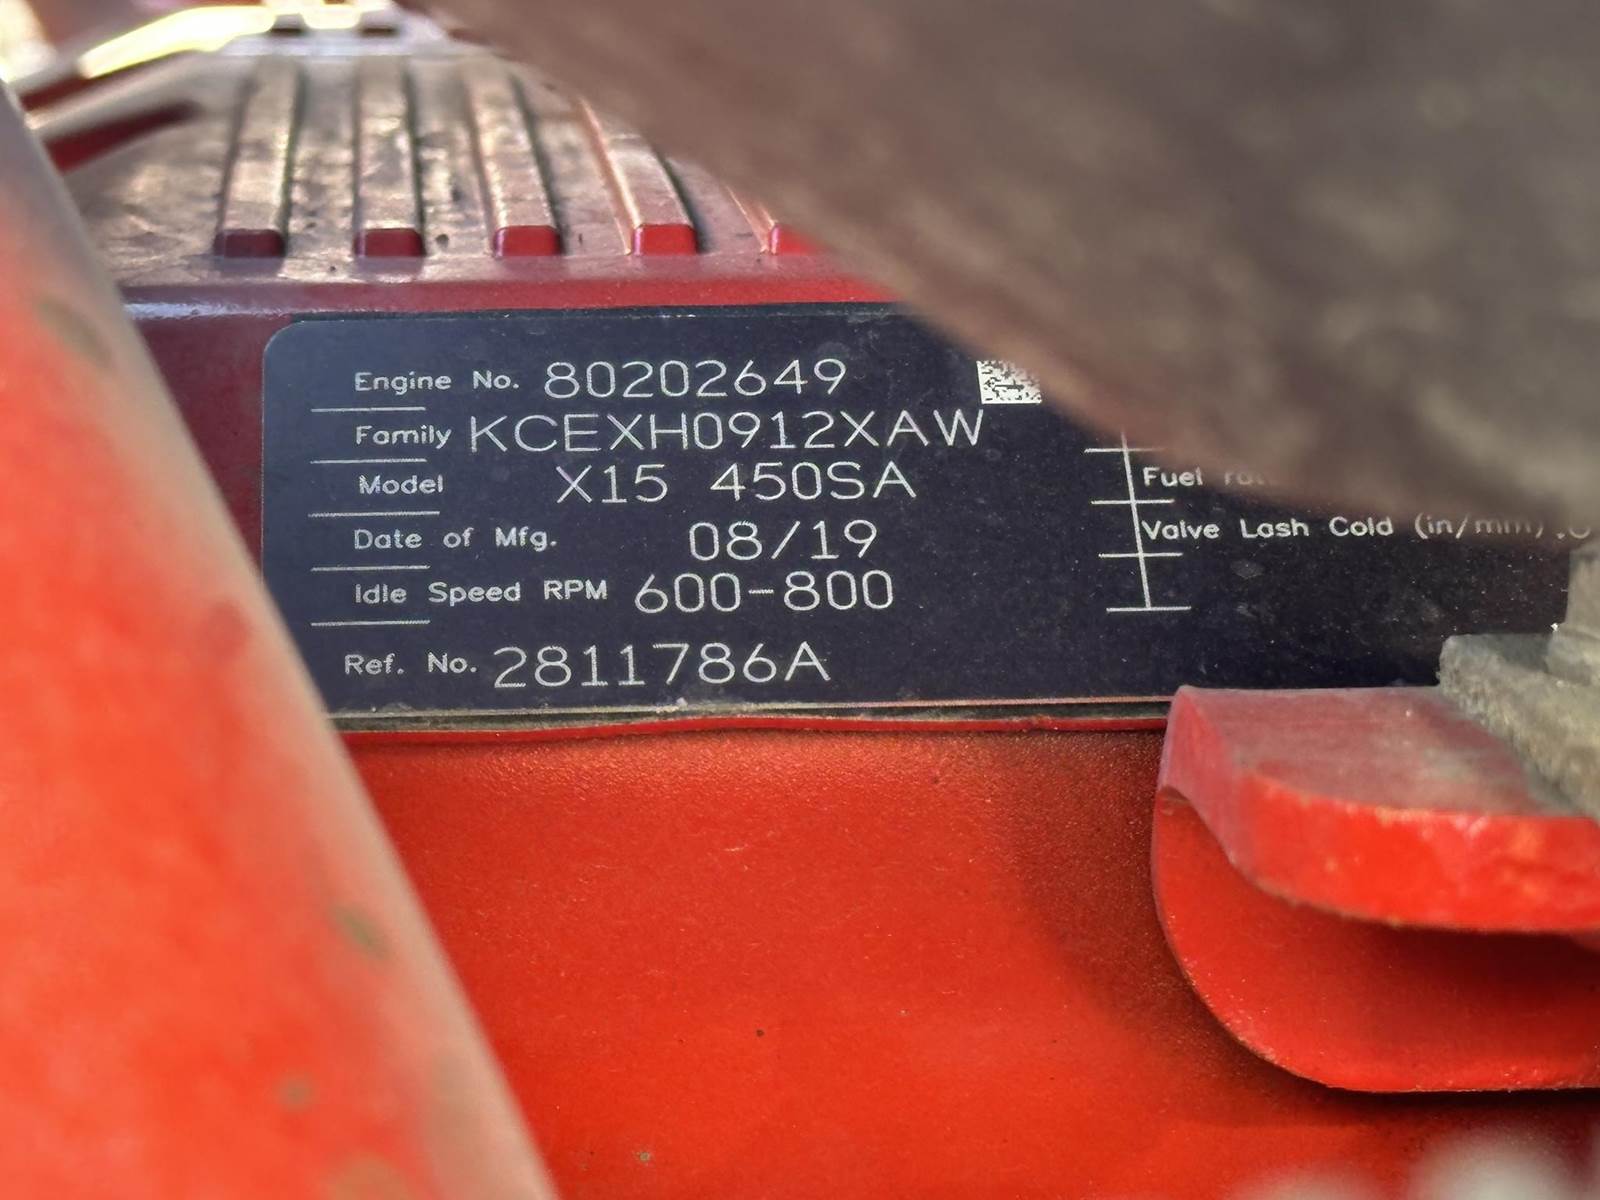 Engine No. 80202649
Family KCEXH0912XAW
Model X15 450SA
Date of Mfg. 08/19
Idle Speed RPM 600-800
Ref. No. 2811786A
Fuel
Valve Lash Cold (in/mm)